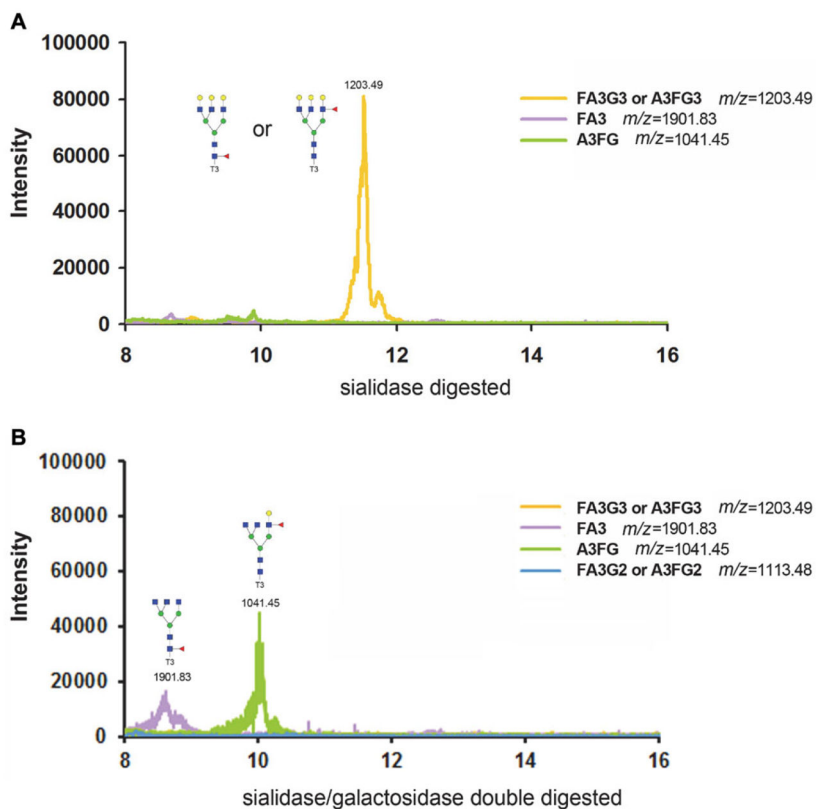 A
100000
80000
60000
40000
20000
0
Intensity
8
10
12
14
16
sialidase digested
1203.49
or
T3
T3
FA3G3 or A3FG3 m/z=1203.49
FA3 m/z=1901.83
A3FG m/z=1041.45
B
100000
80000
60000
40000
20000
0
Intensity
8
10
12
14
16
sialidase/galactosidase double digested
T3
1901.83
T3
1041.45
FA3G3 or A3FG3 m/z=1203.49
FA3 m/z=1901.83
A3FG m/z=1041.45
FA3G2 or A3FG2 m/z=1113.48